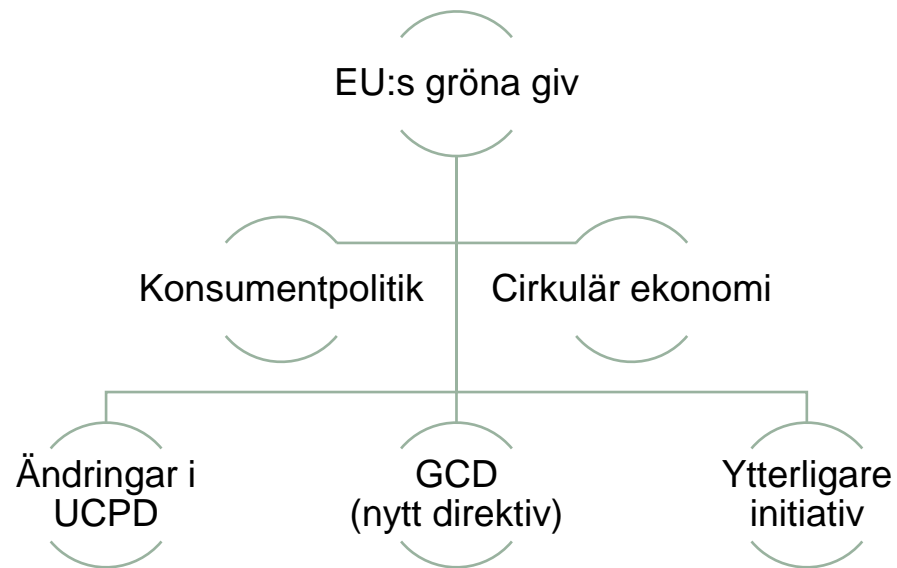 EU:s gröna giv
Konsumentpolitik
Cirkulär ekonomi
Ändringar i
UCPD
GCD
(nytt direktiv)
Ytterligare
initiativ